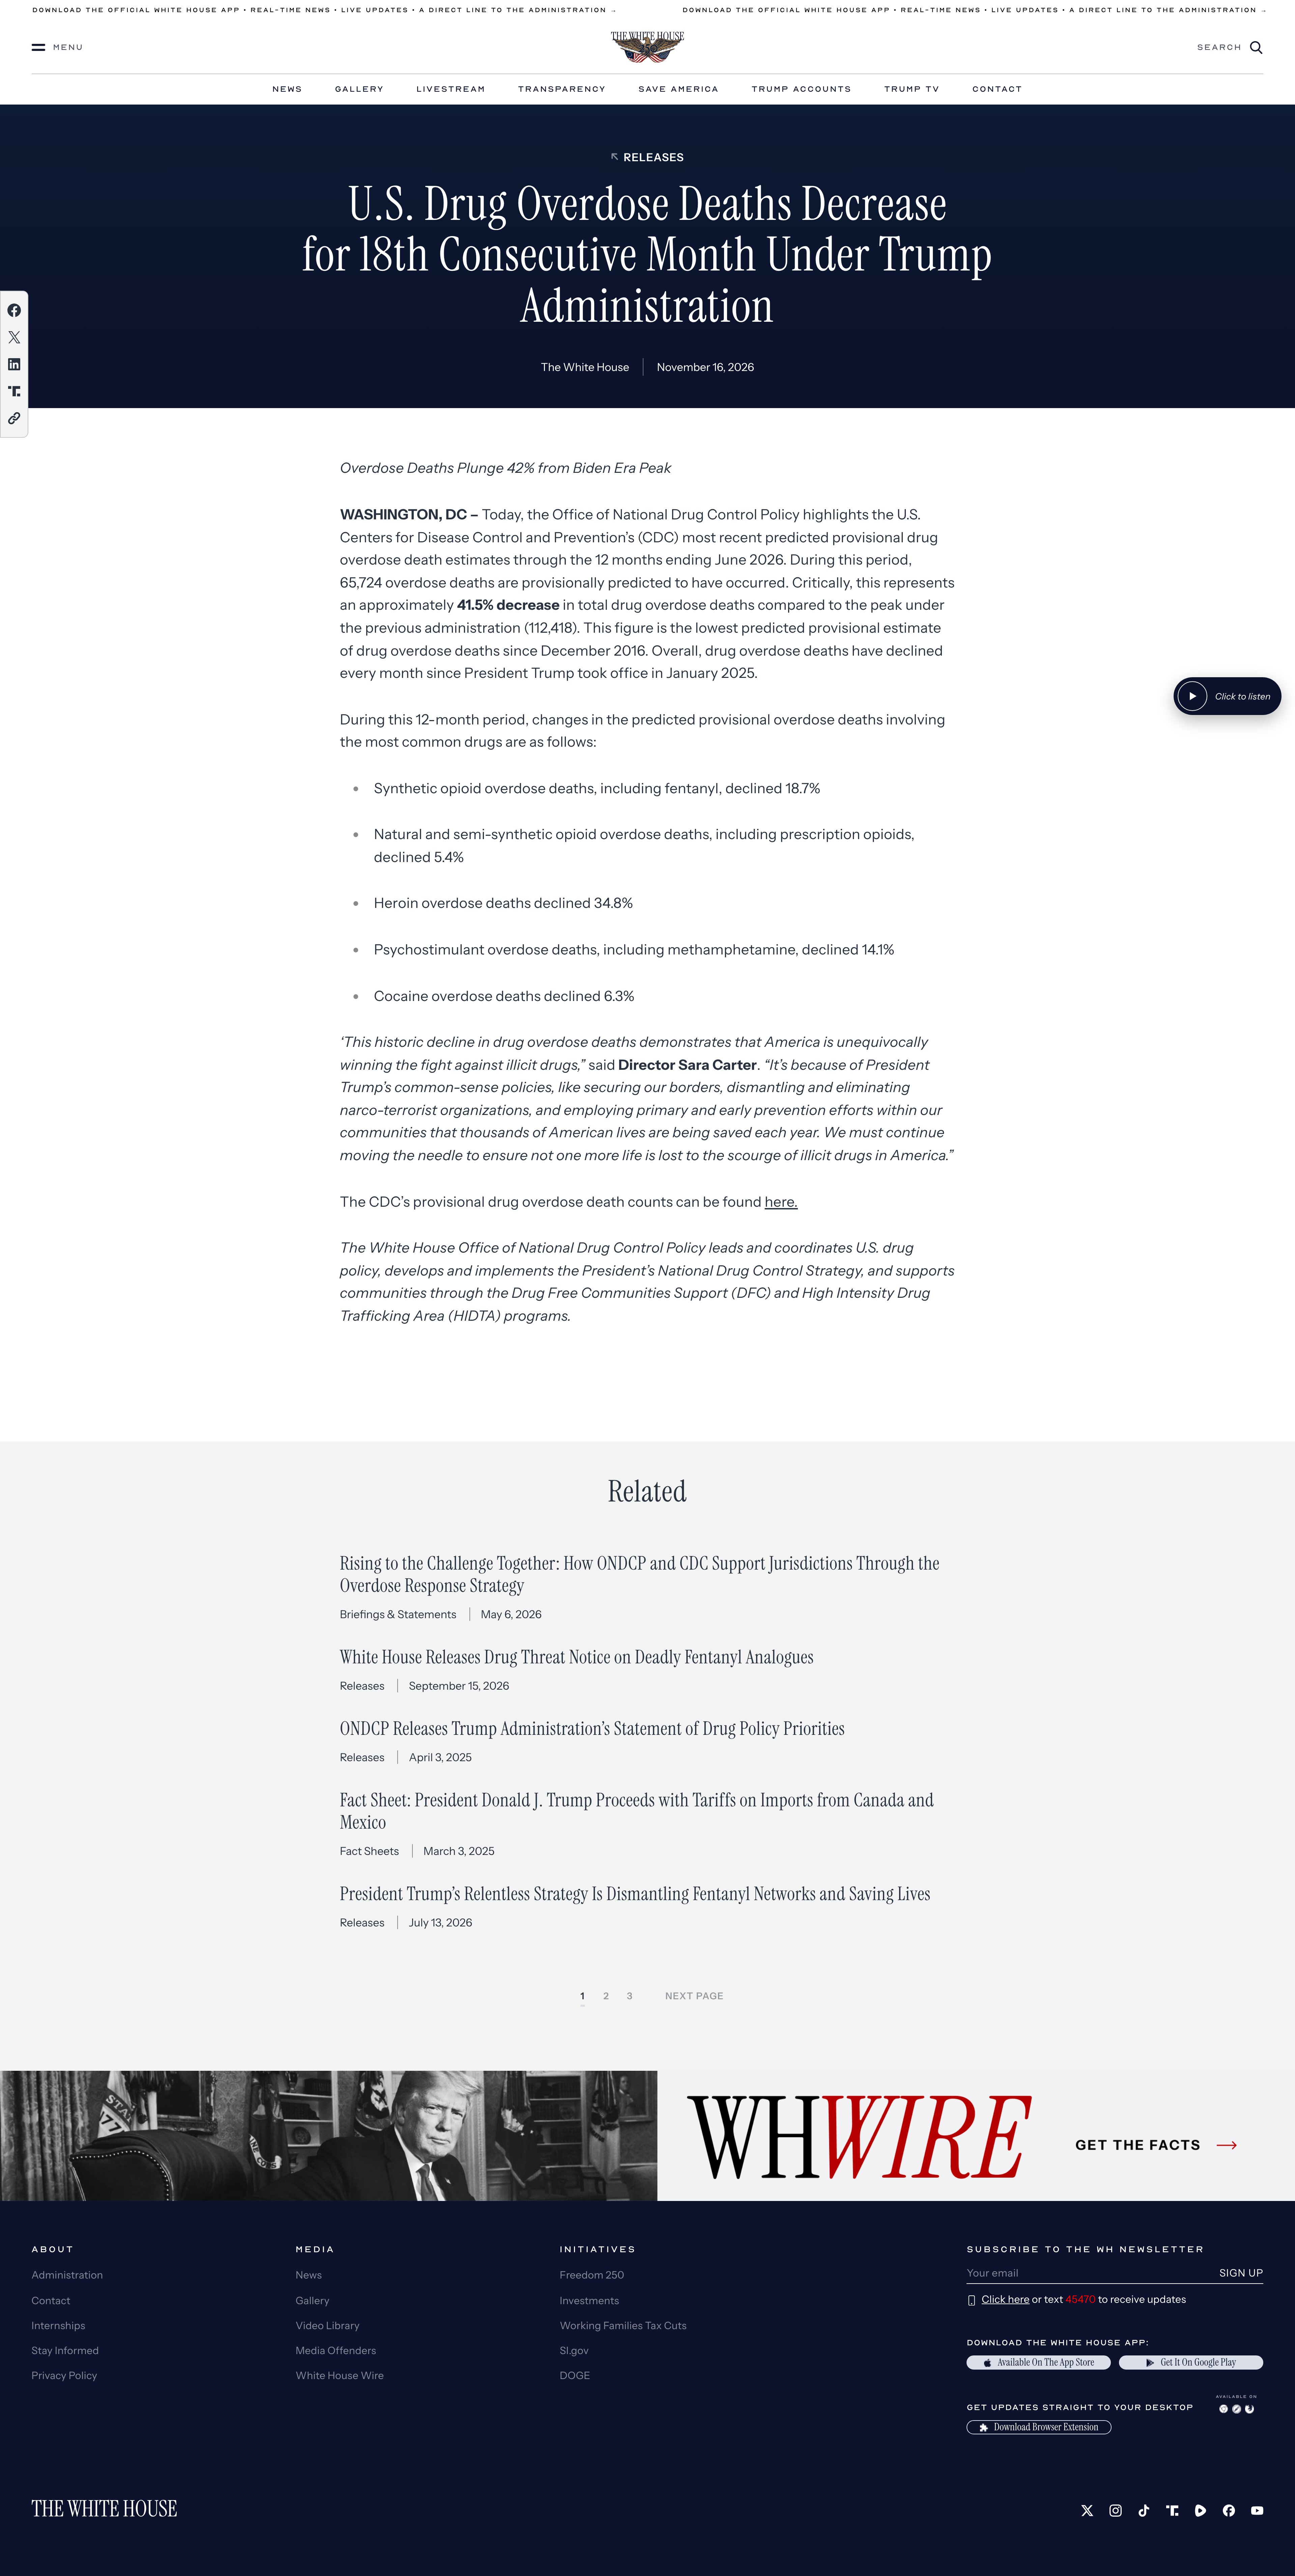 DOWNLOAD THE OFFICIAL WHITE HOUSE APP • REAL-TIME NEWS • LIVE UPDATES • A DIRECT LINE TO THE ADMINISTRATION → DOWNLOAD THE OFFICIAL WHITE HOUSE APP • REAL-TIME NEWS • LIVE UPDATES • A DIRECT LINE TO THE ADMINISTRATION →
MENU
THE WHITE HOUSE
250
SEARCH
NEWS GALLERY LIVESTREAM TRANSPARENCY SAVE AMERICA TRUMP ACCOUNTS TRUMP TV CONTACT
RELEASES
U.S. Drug Overdose Deaths Decrease
for 18th Consecutive Month Under Trump
Administration
The White House November 16, 2026
Overdose Deaths Plunge 42% from Biden Era Peak
WASHINGTON, DC – Today, the Office of National Drug Control Policy highlights the U.S.
Centers for Disease Control and Prevention’s (CDC) most recent predicted provisional drug
overdose death estimates through the 12 months ending June 2026. During this period,
65,724 overdose deaths are provisionally predicted to have occurred. Critically, this represents
an approximately 41.5% decrease in total drug overdose deaths compared to the peak under
the previous administration (112,418). This figure is the lowest predicted provisional estimate
of drug overdose deaths since December 2016. Overall, drug overdose deaths have declined
every month since President Trump took office in January 2025.
Click to listen
During this 12-month period, changes in the predicted provisional overdose deaths involving
the most common drugs are as follows:
• Synthetic opioid overdose deaths, including fentanyl, declined 18.7%
• Natural and semi-synthetic opioid overdose deaths, including prescription opioids,
declined 5.4%
• Heroin overdose deaths declined 34.8%
• Psychostimulant overdose deaths, including methamphetamine, declined 14.1%
• Cocaine overdose deaths declined 6.3%
‘This historic decline in drug overdose deaths demonstrates that America is unequivocally
winning the fight against illicit drugs,” said Director Sara Carter. “It’s because of President
Trump’s common-sense policies, like securing our borders, dismantling and eliminating
narco-terrorist organizations, and employing primary and early prevention efforts within our
communities that thousands of American lives are being saved each year. We must continue
moving the needle to ensure not one more life is lost to the scourge of illicit drugs in America.”
The CDC’s provisional drug overdose death counts can be found here.
The White House Office of National Drug Control Policy leads and coordinates U.S. drug
policy, develops and implements the President’s National Drug Control Strategy, and supports
communities through the Drug Free Communities Support (DFC) and High Intensity Drug
Trafficking Area (HIDTA) programs.
Related
Rising to the Challenge Together: How ONDCP and CDC Support Jurisdictions Through the
Overdose Response Strategy
Briefings & Statements May 6, 2026
White House Releases Drug Threat Notice on Deadly Fentanyl Analogues
Releases September 15, 2026
ONDCP Releases Trump Administration’s Statement of Drug Policy Priorities
Releases April 3, 2025
Fact Sheet: President Donald J. Trump Proceeds with Tariffs on Imports from Canada and
Mexico
Fact Sheets March 3, 2025
President Trump’s Relentless Strategy Is Dismantling Fentanyl Networks and Saving Lives
Releases July 13, 2026
1 2 3 NEXT PAGE
WHWIRE
GET THE FACTS
ABOUT
Administration
Contact
Internships
Stay Informed
Privacy Policy
MEDIA
News
Gallery
Video Library
Media Offenders
White House Wire
INITIATIVES
Freedom 250
Investments
Working Families Tax Cuts
SI.gov
DOGE
SUBSCRIBE TO THE WH NEWSLETTER
Your email SIGN UP
Click here or text 45470 to receive updates
DOWNLOAD THE WHITE HOUSE APP:
Available On The App Store Get It On Google Play
GET UPDATES STRAIGHT TO YOUR DESKTOP
AVAILABLE ON
Download Browser Extension
THE WHITE HOUSE